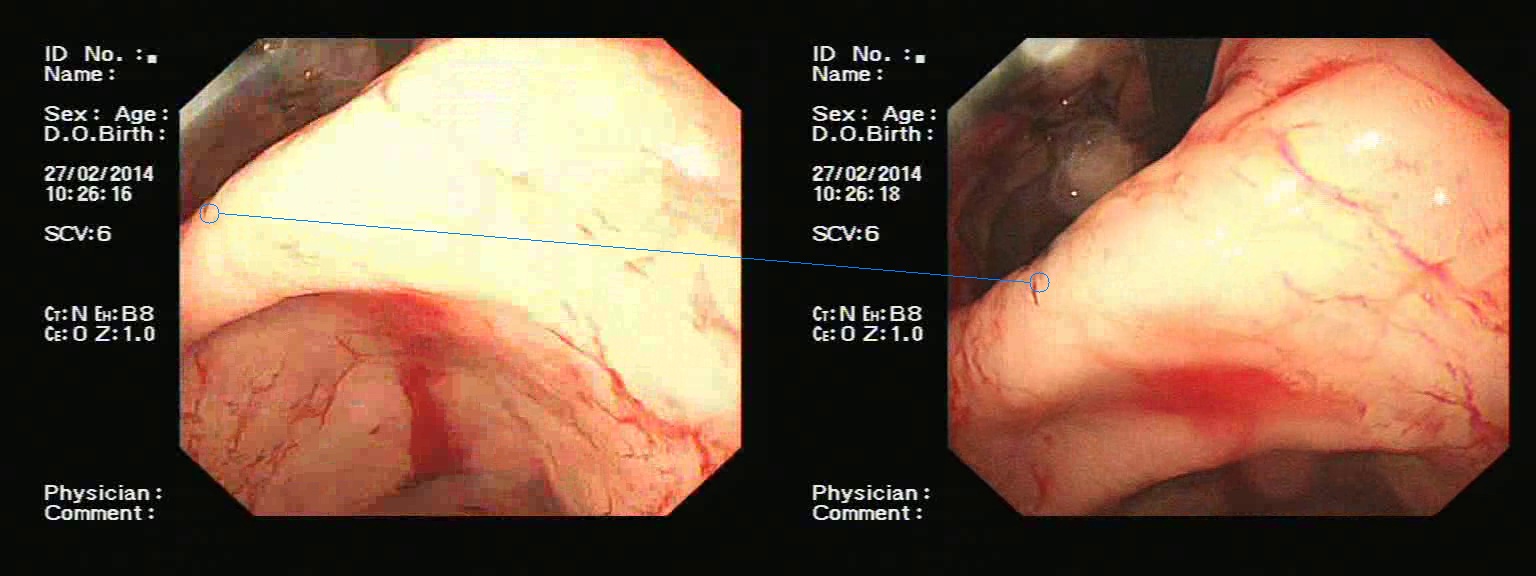 ID No. :
Name:
Sex: Age:
D.O.Birth:
27/02/2014
10:26:16
SCV:6
CT:N EH:B8
CE:0 Z:1.0
Physician:
Comment:
ID No. :
Name:
Sex: Age:
D.O.Birth:
27/02/2014
10:26:18
SCV:6
CT:N EH:B8
CE:0 Z:1.0
Physician:
Comment: